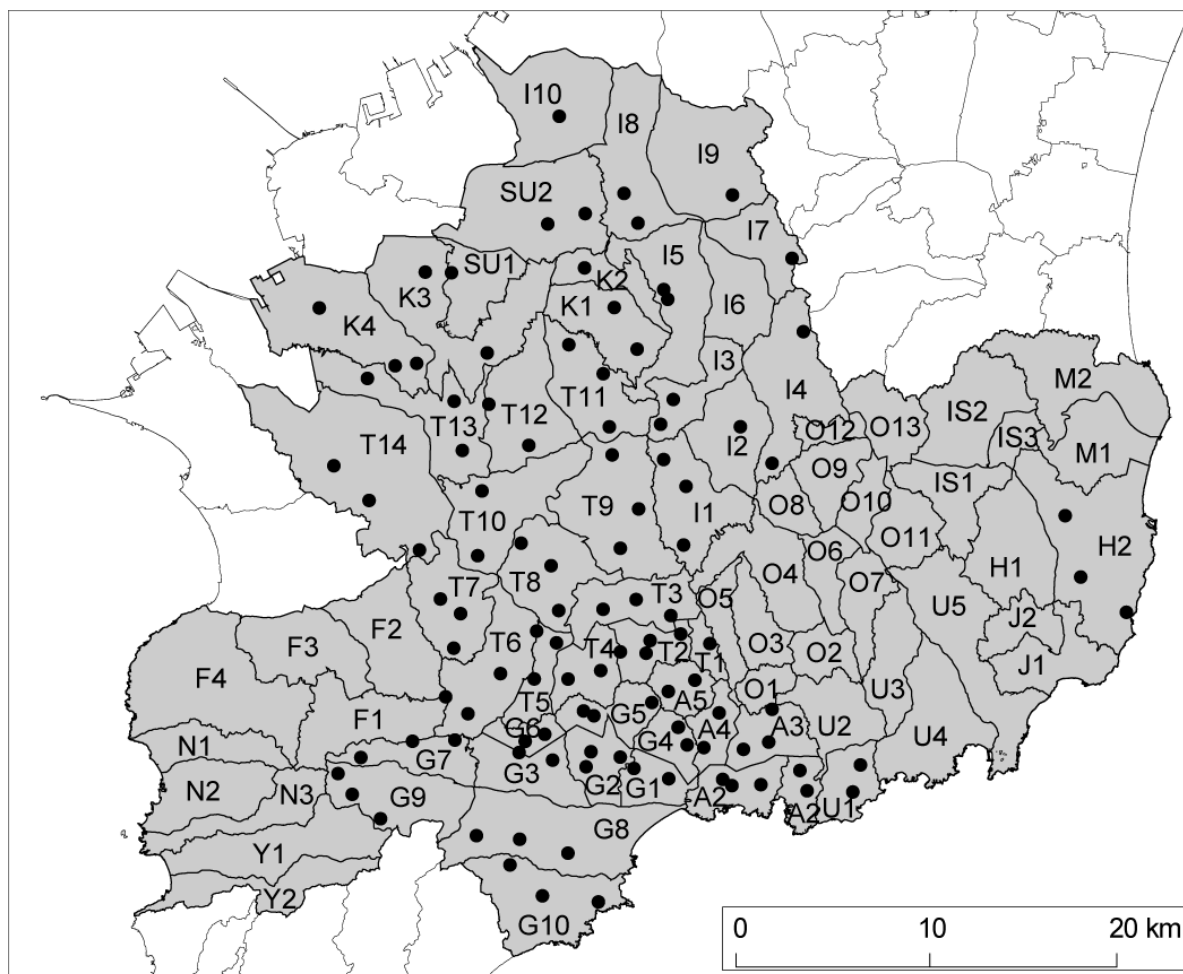 I10
I8
I9
SU2
I7
I5
SU1
K2
K3
K1
I6
K4
I3
M2
I4
T11
IS2
T12
O12
O13
IS3
T13
T14
I2
M1
O9
IS1
O8
O10
T9
I1
T10
O11
O6
H2
T8
O4
H1
O7
T7
T3
O5
U5
J2
F2
T6
T4
T2
O3
F3
T1
O2
J1
F4
A5
O1
U3
T5
F1
G5
G6
A4
A3
U2
G4
U4
N1
G7
G3
G2
G1
N2
N3
G9
A2
A2
U1
G8
Y1
Y2
G10
0 10 20 km